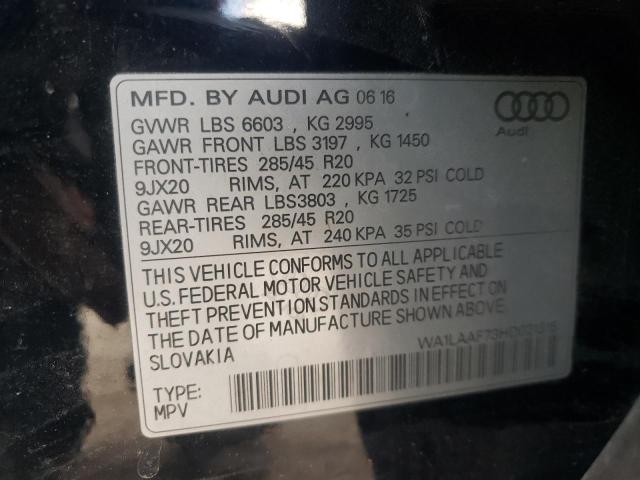 MFD. BY AUDI AG 06 16
GVWR LBS 6603 , KG 2995
GAWR FRONT LBS 3197 , KG 1450
FRONT-TIRES 285/45 R20
9JX20 RIMS, AT 220 KPA 32 PSI COLD
GAWR REAR LBS3803 , KG 1725
REAR-TIRES 285/45 R20
9JX20 RIMS, AT 240 KPA 35 PSI COLD
Audi
THIS VEHICLE CONFORMS TO ALL APPLICABLE
U.S. FEDERAL MOTOR VEHICLE SAFETY AND
THEFT PREVENTION STANDARDS IN EFFECT ON
THE DATE OF MANUFACTURE SHOWN ABOVE.
SLOVAKIA
TYPE:
MPV